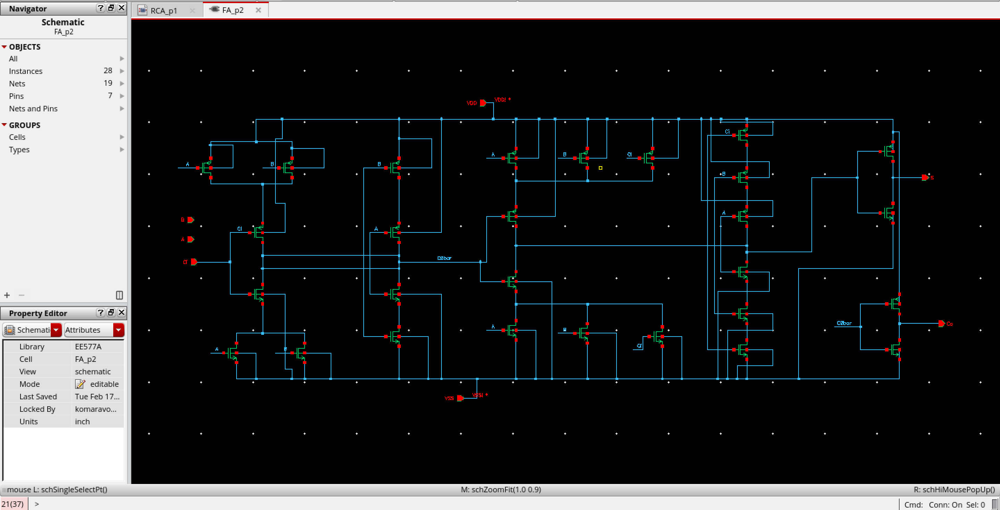 Navigator
Schematic
FA_p2
OBJECTS
All
Instances 28
Nets 19
Pins 7
Nets and Pins
GROUPS
Cells
Types
Property Editor
Schemati Attributes
Library EE577A
Cell FA_p2
View schematic
Mode editable
Last Saved Tue Feb 17...
Locked By komaravo...
Units inch
RCA_p1
FA_p2
VDD VDD! *
Ci
A
B
B
A
B
Ci
B
B
A
Ci
A
A
S
Ci
C0bar
C0bar
Co
A
B
A
B
Ci
VSS VSS! *
mouse L: schSingleSelectPt() M: schZoomFit(1.0 0.9) R: schHiMousePopUp()
21(37) > Cmd: Conn: On Sel: 0